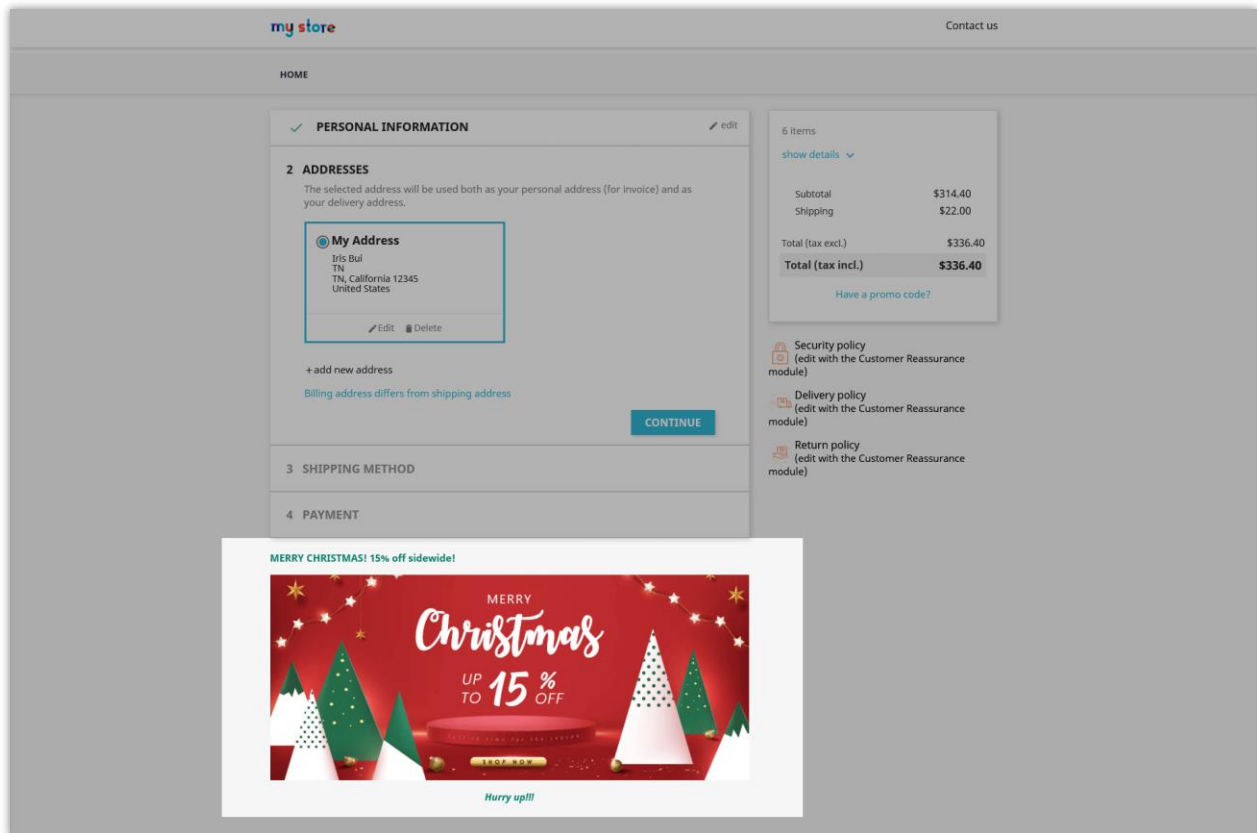 my store
Contact us
HOME
PERSONAL INFORMATION
edit
2 ADDRESSES
The selected address will be used both as your personal address (for invoice) and as
your delivery address.
My Address
Iris Bui
TN
TN, California 12345
United States
Edit Delete
+ add new address
Billing address differs from shipping address
CONTINUE
3 SHIPPING METHOD
4 PAYMENT
6 items
show details
Subtotal $314.40
Shipping $22.00
Total (tax excl.) $336.40
Total (tax incl.) $336.40
Have a promo code?
Security policy
(edit with the Customer Reassurance
module)
Delivery policy
(edit with the Customer Reassurance
module)
Return policy
(edit with the Customer Reassurance
module)
MERRY CHRISTMAS! 15% off sidewide!
MERRY
Christmas
UP TO 15 % OFF
Just in time for the season
SHOP NOW
Hurry up!!!